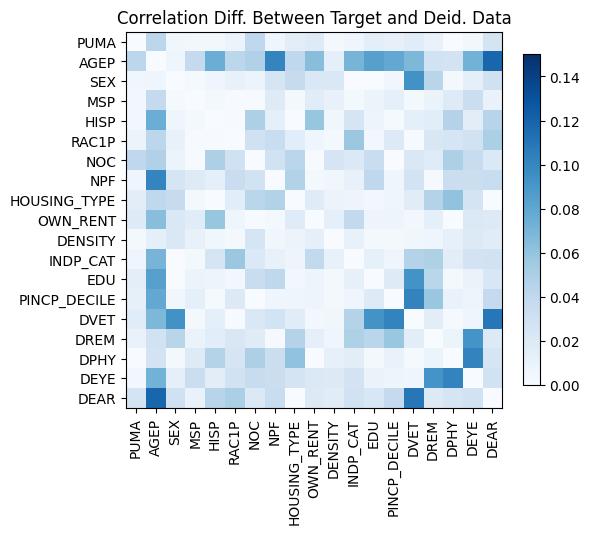 Correlation Diff. Between Target and Deid. Data
PUMA
AGEP
SEX
MSP
HISP
RAC1P
NOC
NPF
HOUSING_TYPE
OWN_RENT
DENSITY
INDP_CAT
EDU
PINCP_DECILE
DVET
DREM
DPHY
DEYE
DEAR
PUMA
AGEP
SEX
MSP
HISP
RAC1P
NOC
NPF
HOUSING_TYPE
OWN_RENT
DENSITY
INDP_CAT
EDU
PINCP_DECILE
DVET
DREM
DPHY
DEYE
DEAR
0.14
0.12
0.10
0.08
0.06
0.04
0.02
0.00